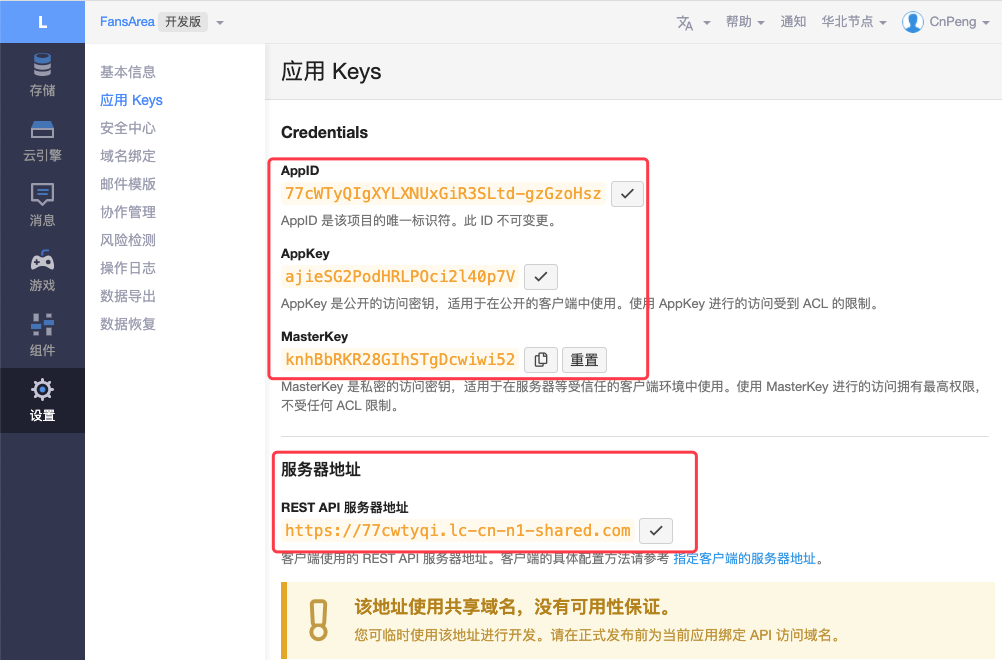 L
FansArea 开发版
帮助
通知
华北节点
CnPeng
存储
云引擎
消息
游戏
组件
设置
基本信息
应用 Keys
安全中心
域名绑定
邮件模版
协作管理
风险检测
操作日志
数据导出
数据恢复
应用 Keys
Credentials
AppID
77cWTyQIgXYLXNUxGiR3SLtd-gzGzoHsz
AppID 是该项目的唯一标识符。此 ID 不可变更。
AppKey
ajieSG2PodHRLPOci2l40p7V
AppKey 是公开的访问密钥，适用于在公开的客户端中使用。使用 AppKey 进行的访问受到 ACL 的限制。
MasterKey
knhBbRKR28GIhSTgDcwiwi52 重置
MasterKey 是私密的访问密钥，适用于在服务器等受信任的客户端环境中使用。使用 MasterKey 进行的访问拥有最高权限，
不受任何 ACL 限制。
服务器地址
REST API 服务器地址
https://77cwtyqi.lc-cn-n1-shared.com
客户端使用的 REST API 服务器地址。客户端的具体配置方法请参考 指定客户端的服务器地址。
该地址使用共享域名，没有可用性保证。
您可临时使用该地址进行开发。请在正式发布前为当前应用绑定 API 访问域名。